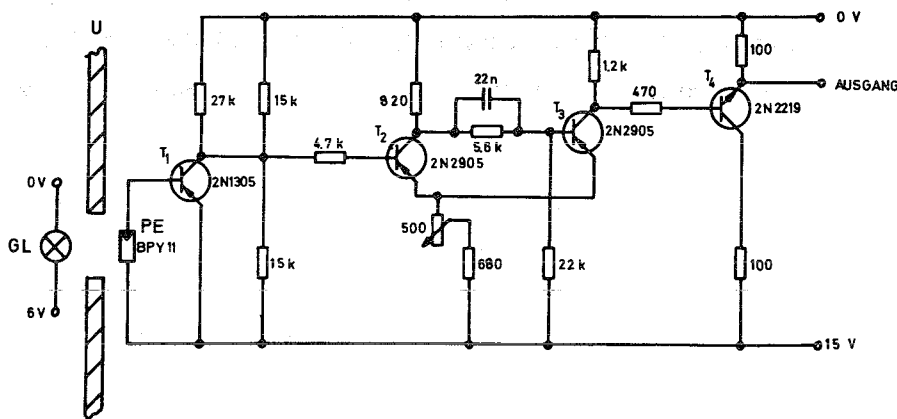 U
0 V
27 k
15 k
820
22 n
5,6 k
1,2 k
470
100
AUSGANG
T1
2N1305
4,7 k
T2
2N2905
T3
2N2905
T4
2N2219
0V
GL
6V
PE
BPY 11
15 k
500
680
22 k
100
15 V